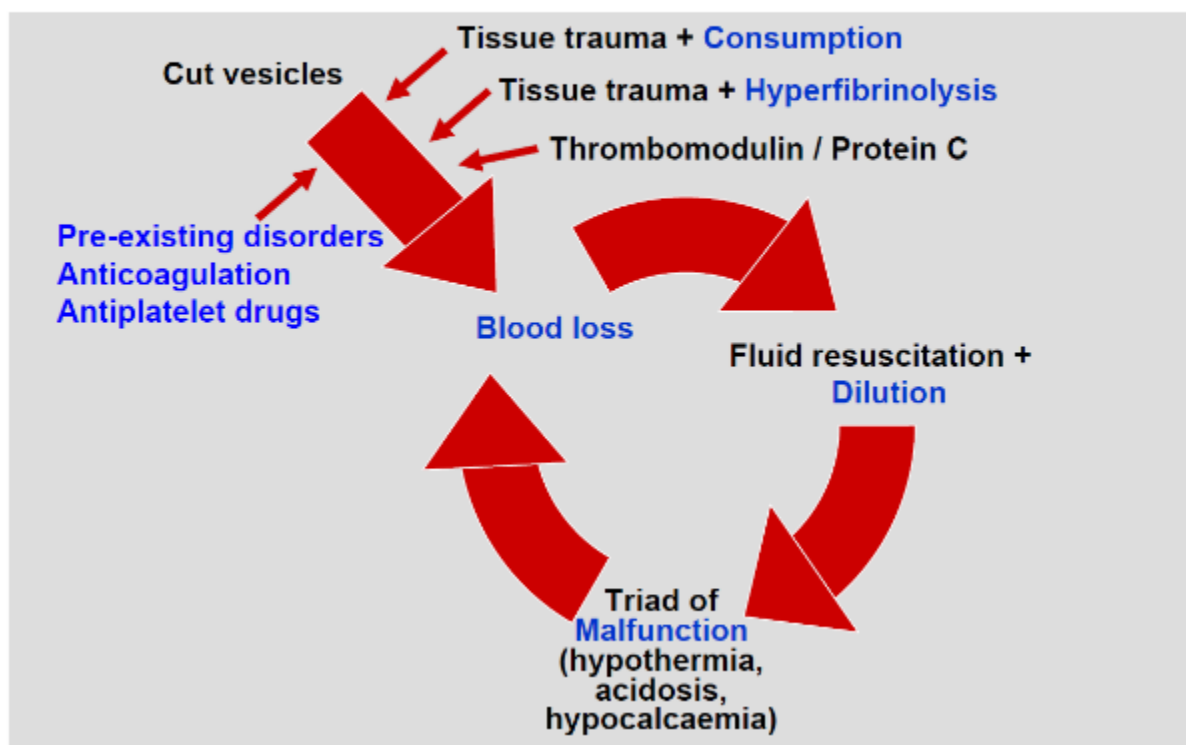 Tissue trauma + Consumption
Cut vesicles
Tissue trauma + Hyperfibrinolysis
Thrombomodulin / Protein C
Pre-existing disorders
Anticoagulation
Antiplatelet drugs
Blood loss
Fluid resuscitation +
Dilution
Triad of
Malfunction
(hypothermia,
acidosis,
hypocalcaemia)